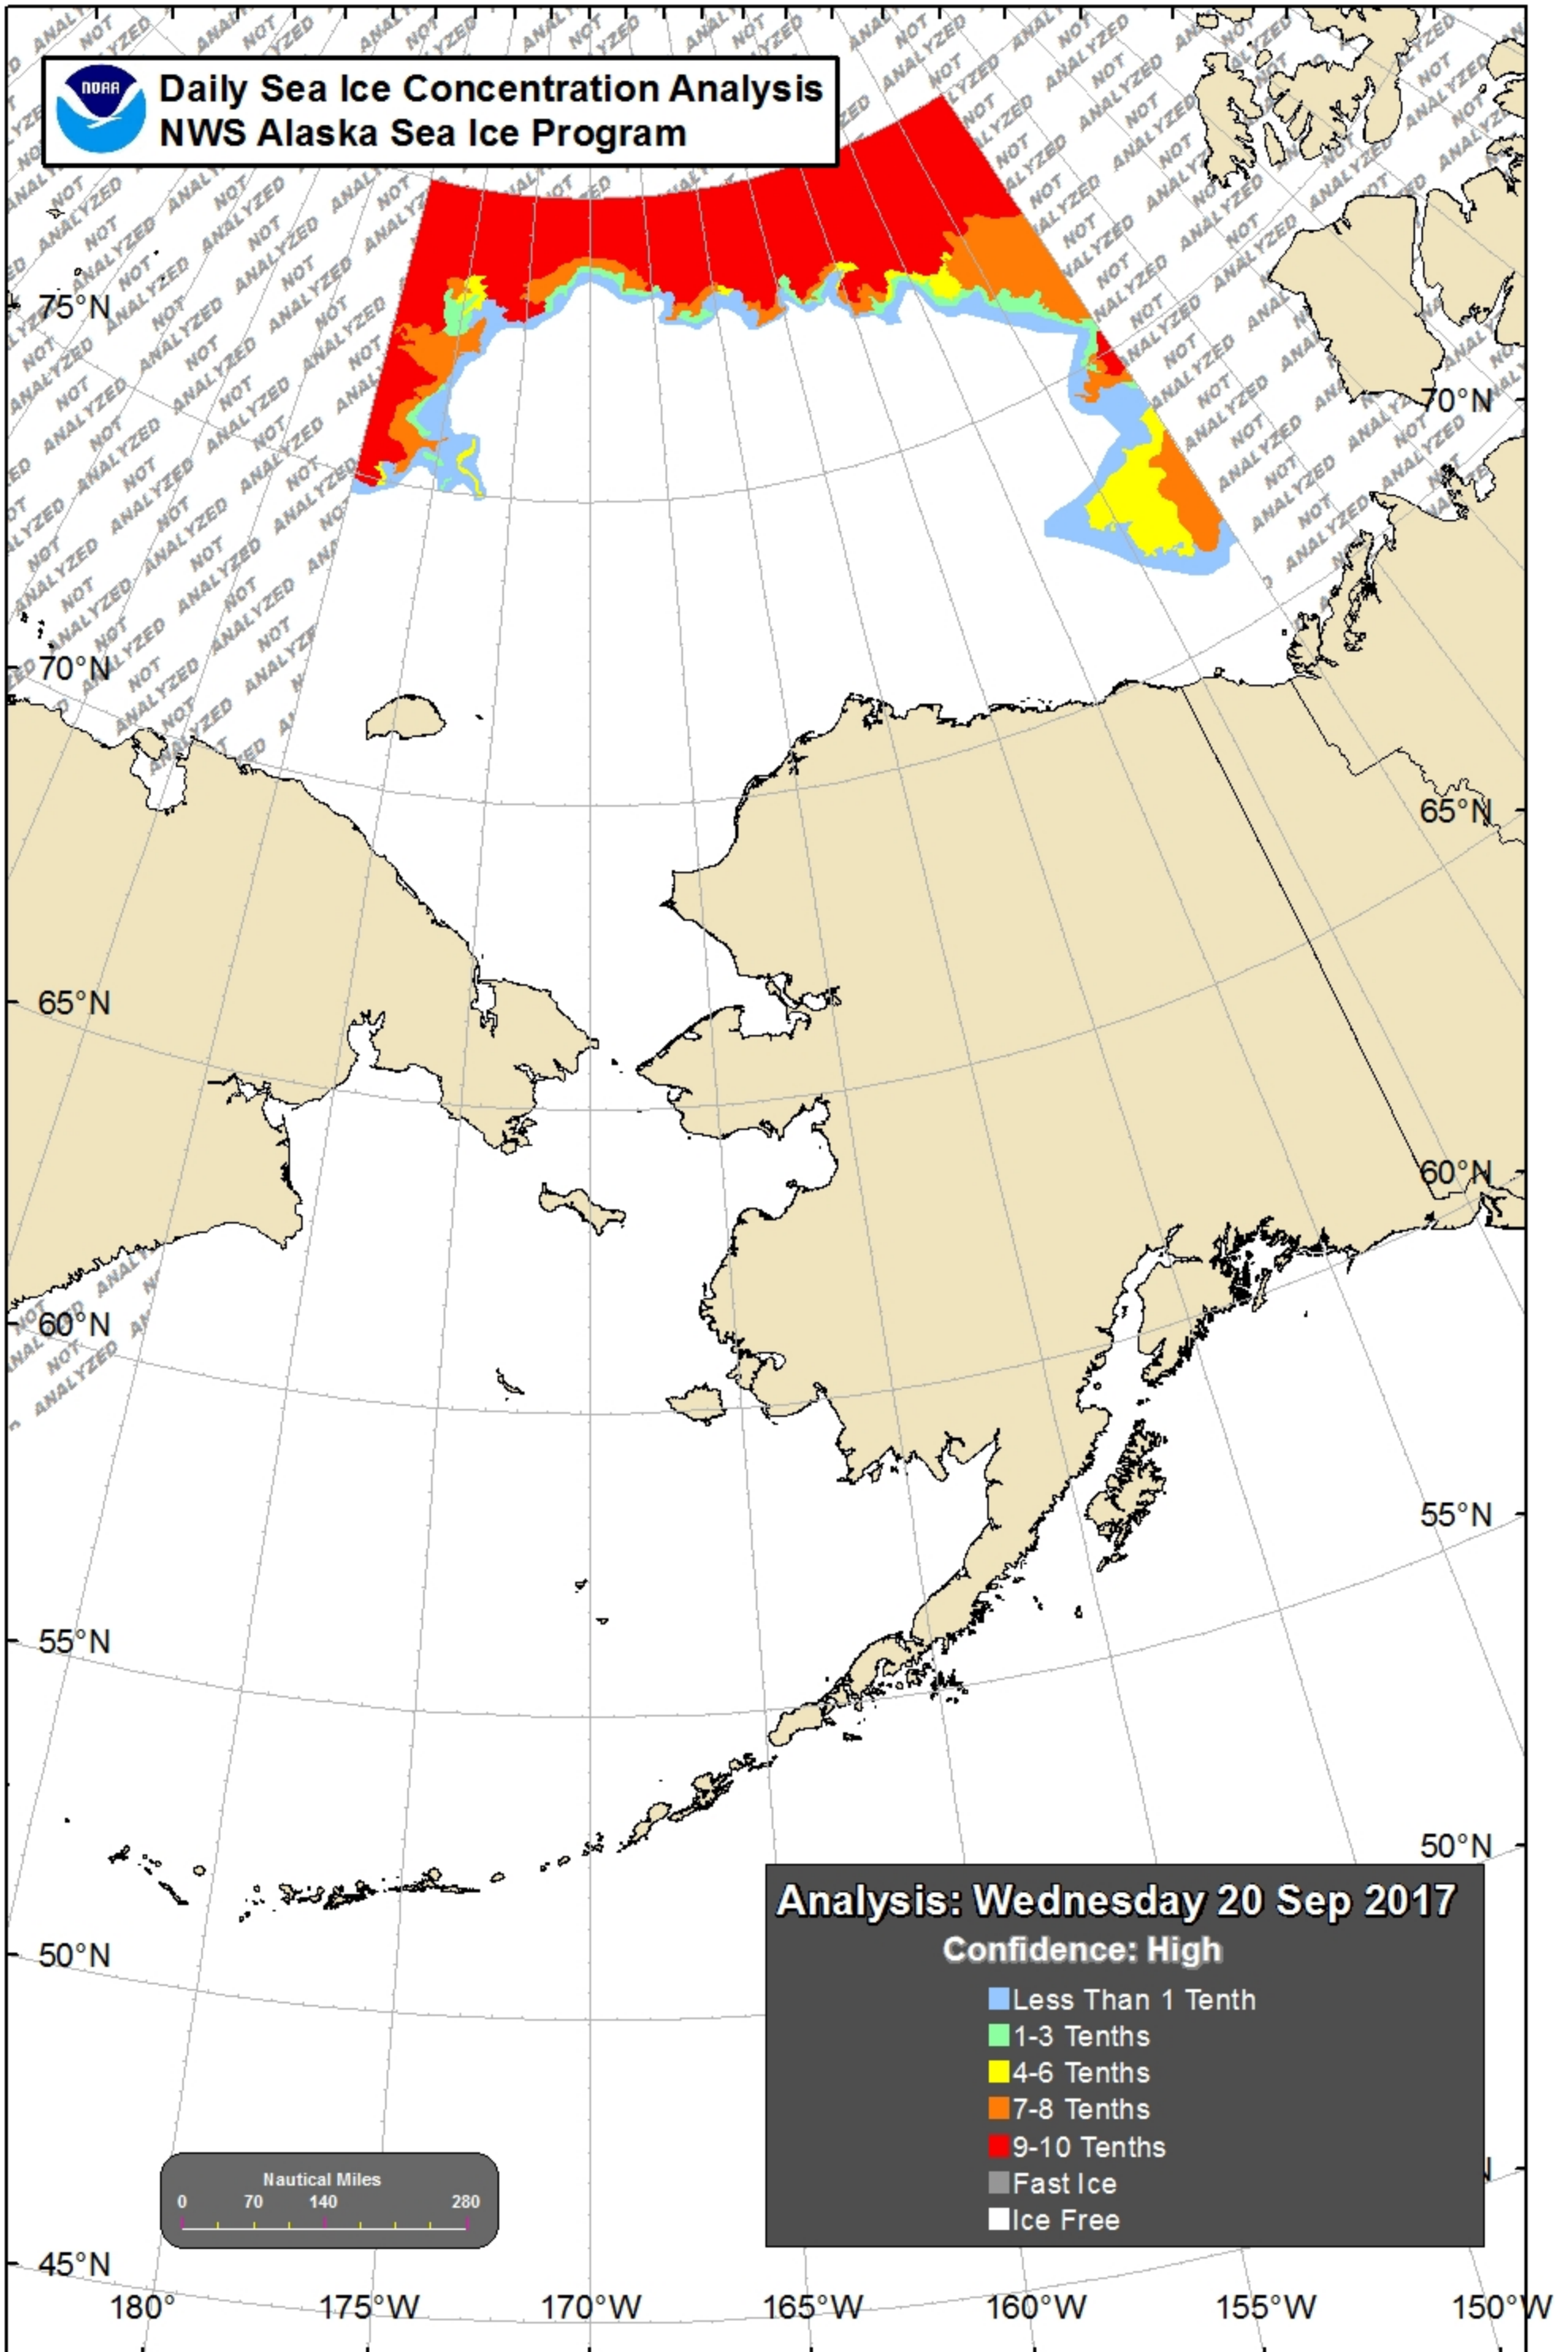 NOAA
Daily Sea Ice Concentration Analysis
NWS Alaska Sea Ice Program
NOT ANALYZED
75°N
70°N
70°N
65°N
65°N
60°N
60°N
55°N
55°N
50°N
50°N
45°N
Analysis: Wednesday 20 Sep 2017
Confidence: High
Less Than 1 Tenth
1-3 Tenths
4-6 Tenths
7-8 Tenths
9-10 Tenths
Fast Ice
Ice Free
Nautical Miles
0 70 140 280
180° 175°W 170°W 165°W 160°W 155°W 150°W